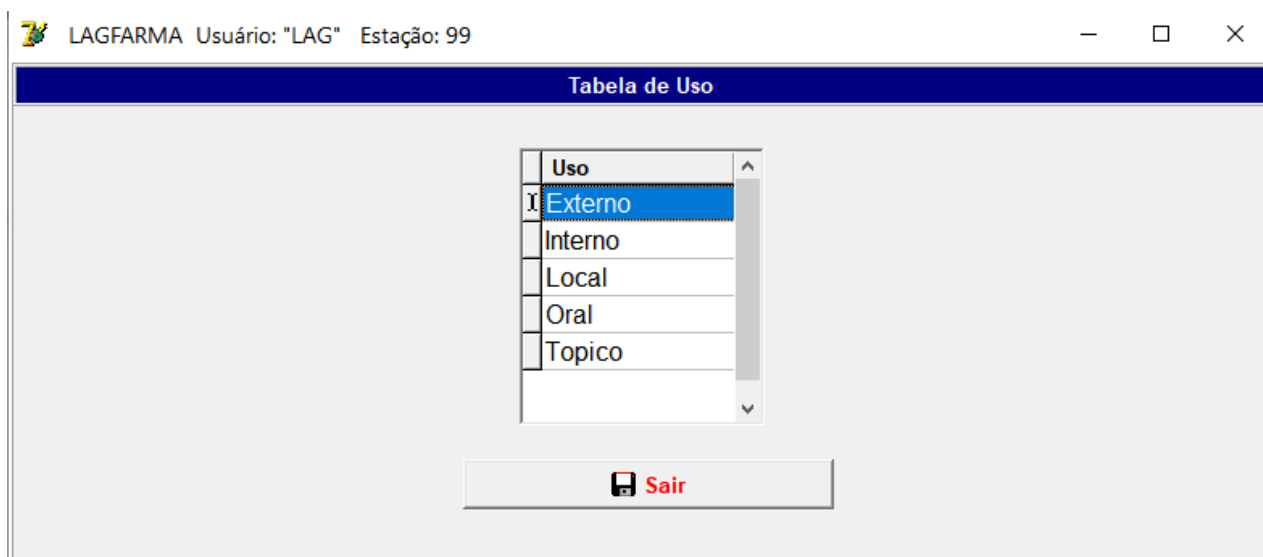 LAGFARMA Usuário: "LAG" Estação: 99
Tabela de Uso
Uso
Externo
Interno
Local
Oral
Topico
Sair